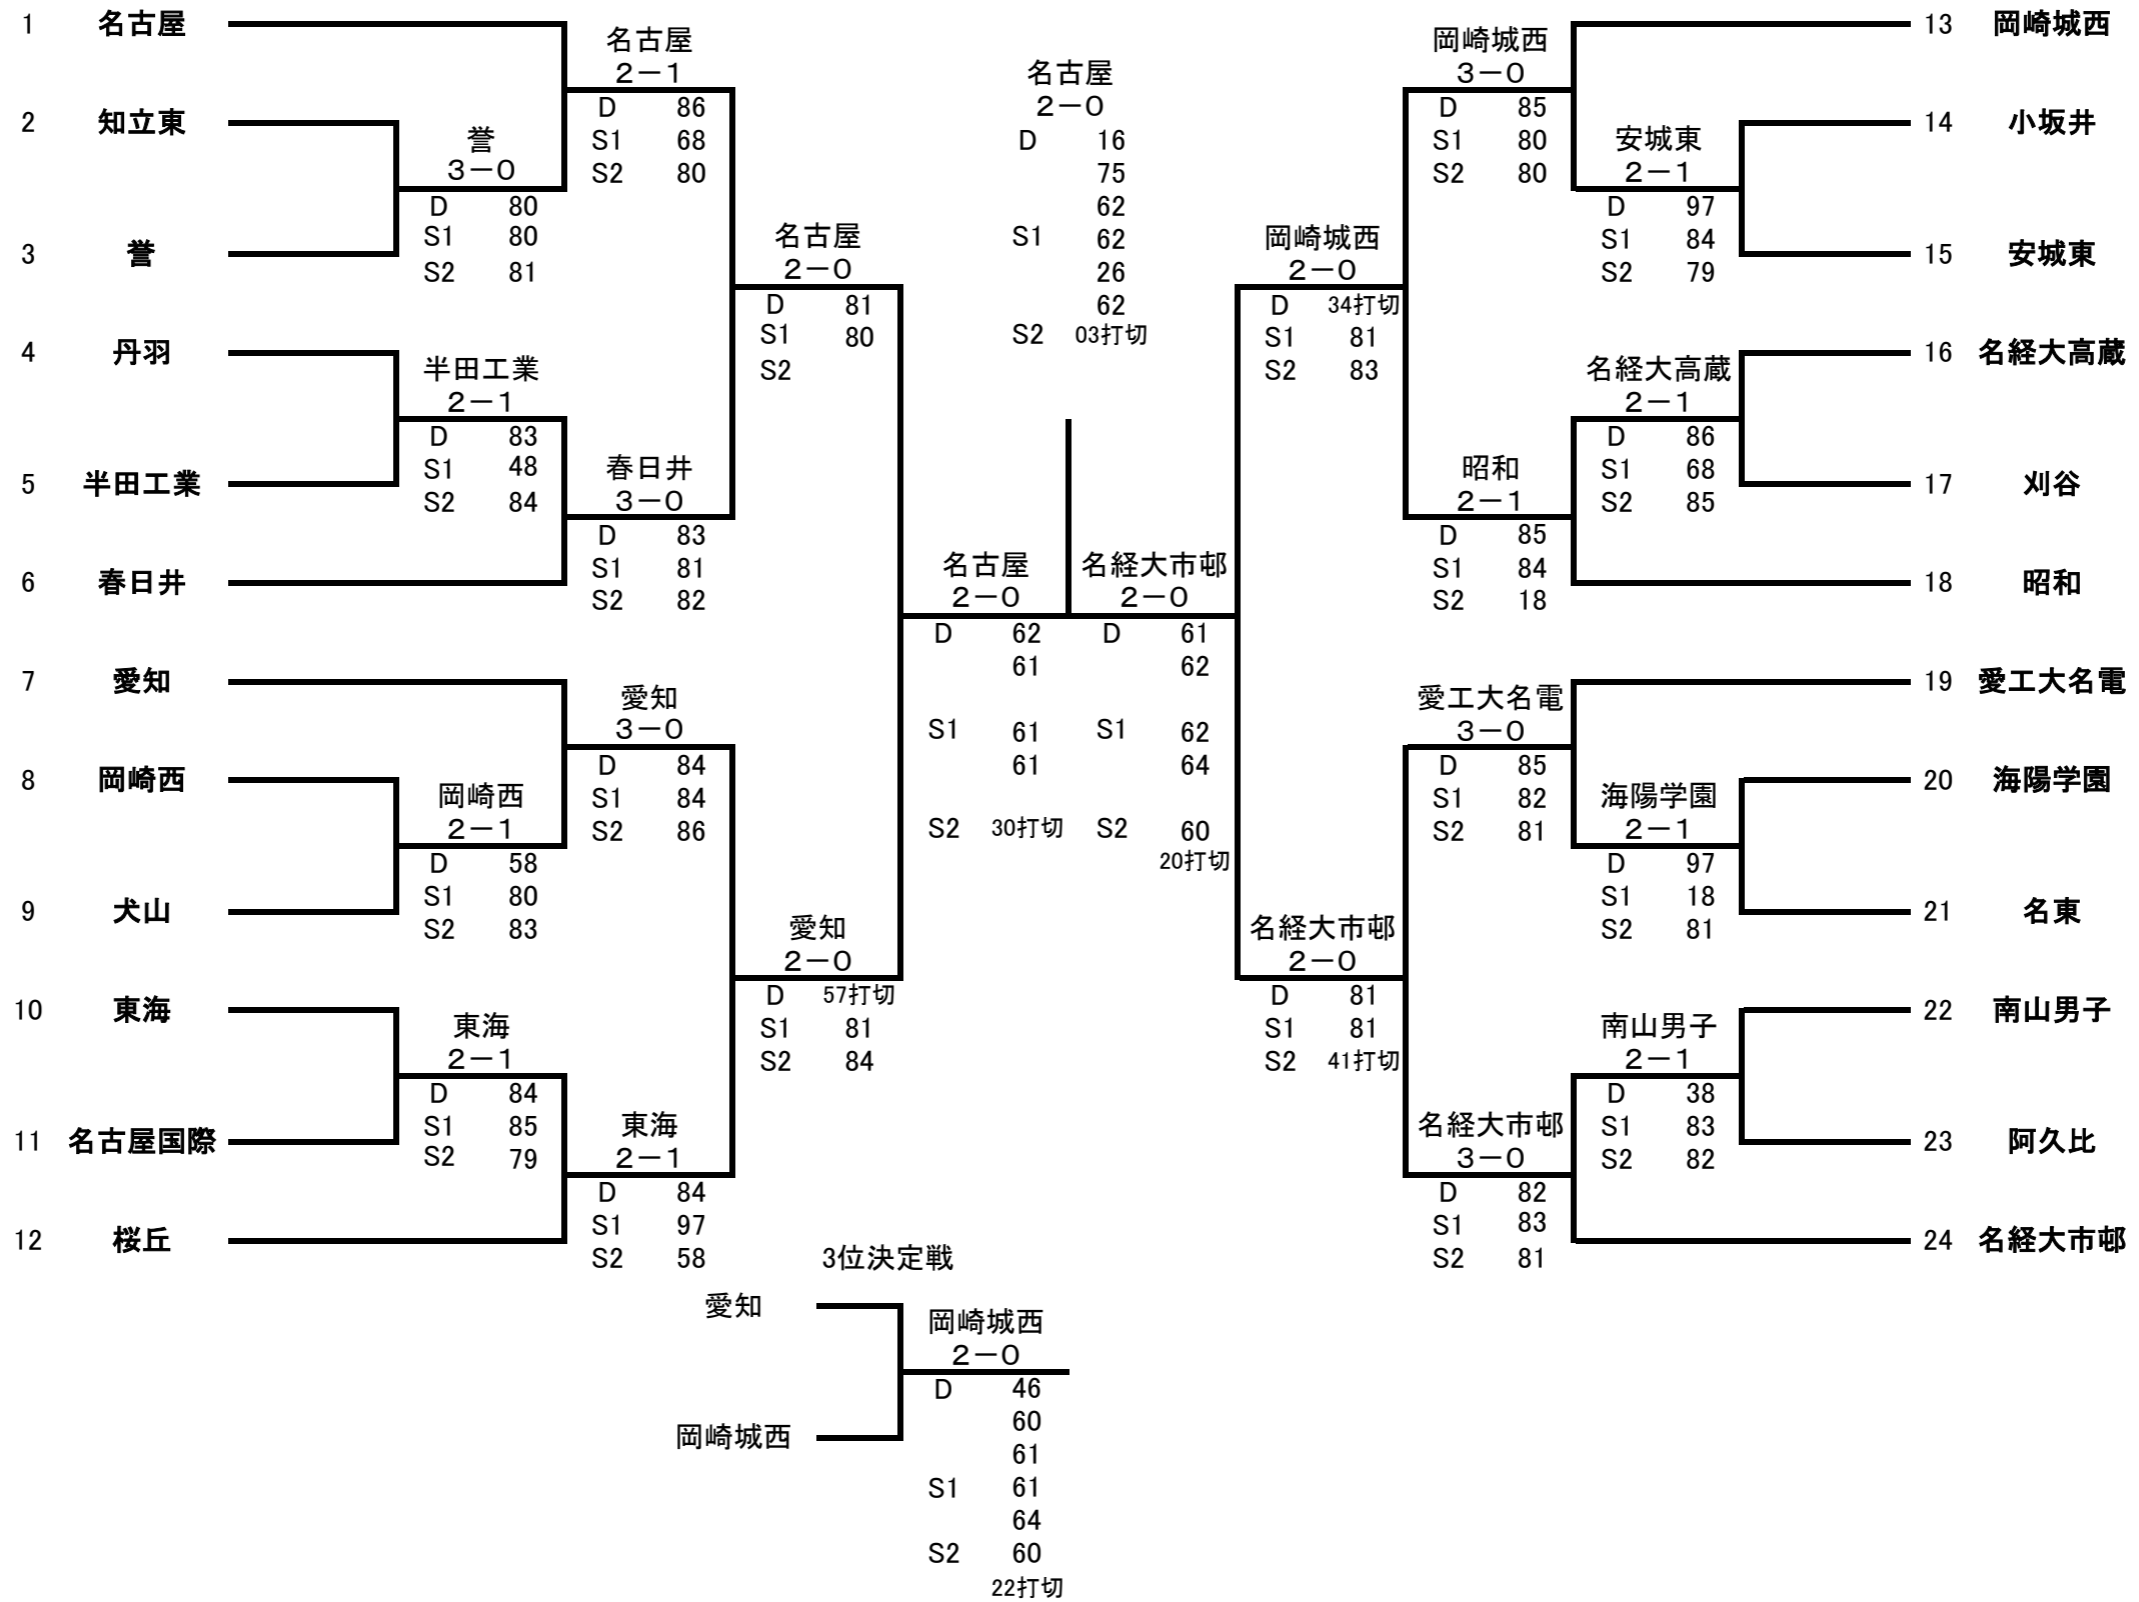 1 名古屋
2 知立東
3 誉
4 丹羽
5 半田工業
6 春日井
7 愛知
8 岡崎西
9 犬山
10 東海
11 名古屋国際
12 桜丘
誉
3－0
D 80
S1 80
S2 81
半田工業
2－1
D 83
S1 48
S2 84
岡崎西
2－1
D 58
S1 80
S2 83
東海
2－1
D 84
S1 85
S2 79
名古屋
2－1
D 86
S1 68
S2 80
春日井
3－0
D 83
S1 81
S2 82
愛知
3－0
D 84
S1 84
S2 86
東海
2－1
D 84
S1 97
S2 58
名古屋
2－0
D 81
S1 80
S2
愛知
2－0
D 57打切
S1 81
S2 84
名古屋
2－0
D 62
61
S1 61
61
S2 30打切
名古屋
2－0
D 16
75
62
S1 62
26
62
S2 03打切
名経大市邨
2－0
D 61
62
S1 62
64
S2 60
20打切
岡崎城西
2－0
D 34打切
S1 81
S2 83
名経大市邨
2－0
D 81
S1 81
S2 41打切
岡崎城西
3－0
D 85
S1 80
S2 80
昭和
2－1
D 85
S1 84
S2 18
愛工大名電
3－0
D 85
S1 82
S2 81
名経大市邨
3－0
D 82
S1 83
S2 81
安城東
2－1
D 97
S1 84
S2 79
名経大高蔵
2－1
D 86
S1 68
S2 85
海陽学園
2－1
D 97
S1 18
S2 81
南山男子
2－1
D 38
S1 83
S2 82
13 岡崎城西
14 小坂井
15 安城東
16 名経大高蔵
17 刈谷
18 昭和
19 愛工大名電
20 海陽学園
21 名東
22 南山男子
23 阿久比
24 名経大市邨
3位決定戦
愛知
岡崎城西
岡崎城西
2－0
D 46
60
61
S1 61
64
S2 60
22打切